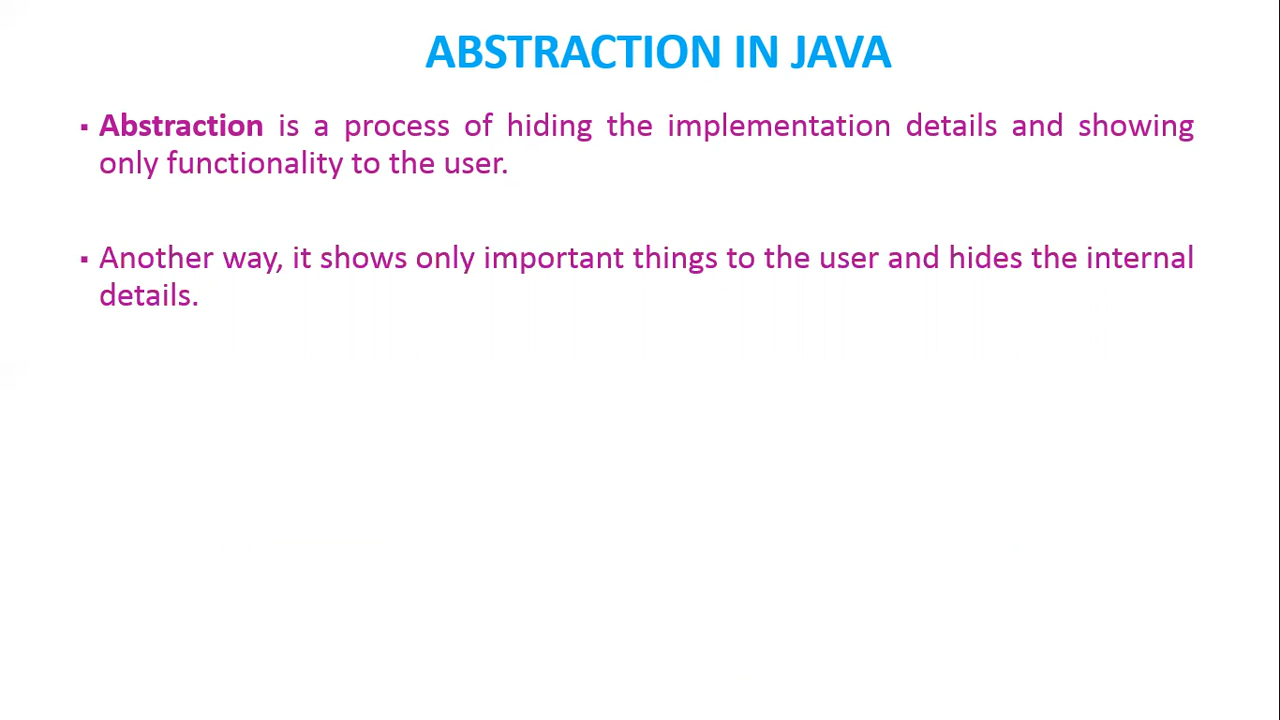 ABSTRACTION IN JAVA
▪ Abstraction is a process of hiding the implementation details and showing
only functionality to the user.
▪ Another way, it shows only important things to the user and hides the internal
details.